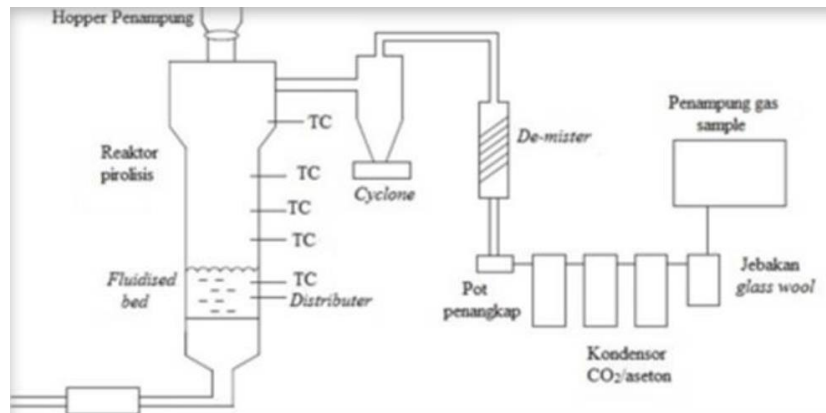 Hopper Penampung
TC
Reaktor
pirolisis
TC
TC
TC
Fluidised
bed
TC
Distributer
Cyclone
De-mister
Pot
penangkap
Kondensor
CO₂/aseton
Penampung gas
sample
Jebakan
glass wool